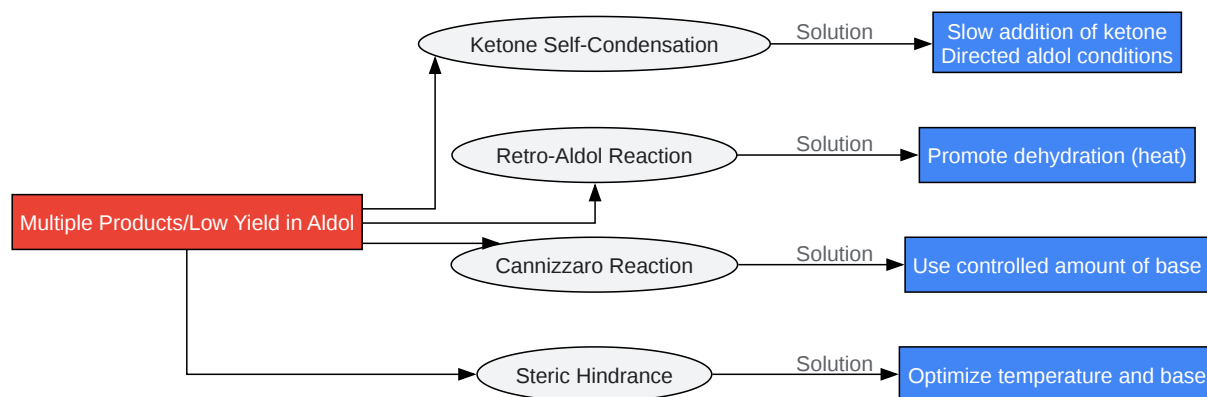 Ketone Self-Condensation
Solution
Slow addition of ketone
Directed aldol conditions
Retro-Aldol Reaction
Solution
Promote dehydration (heat)
Multiple Products/Low Yield in Aldol
Cannizzaro Reaction
Solution
Use controlled amount of base
Steric Hindrance
Solution
Optimize temperature and base